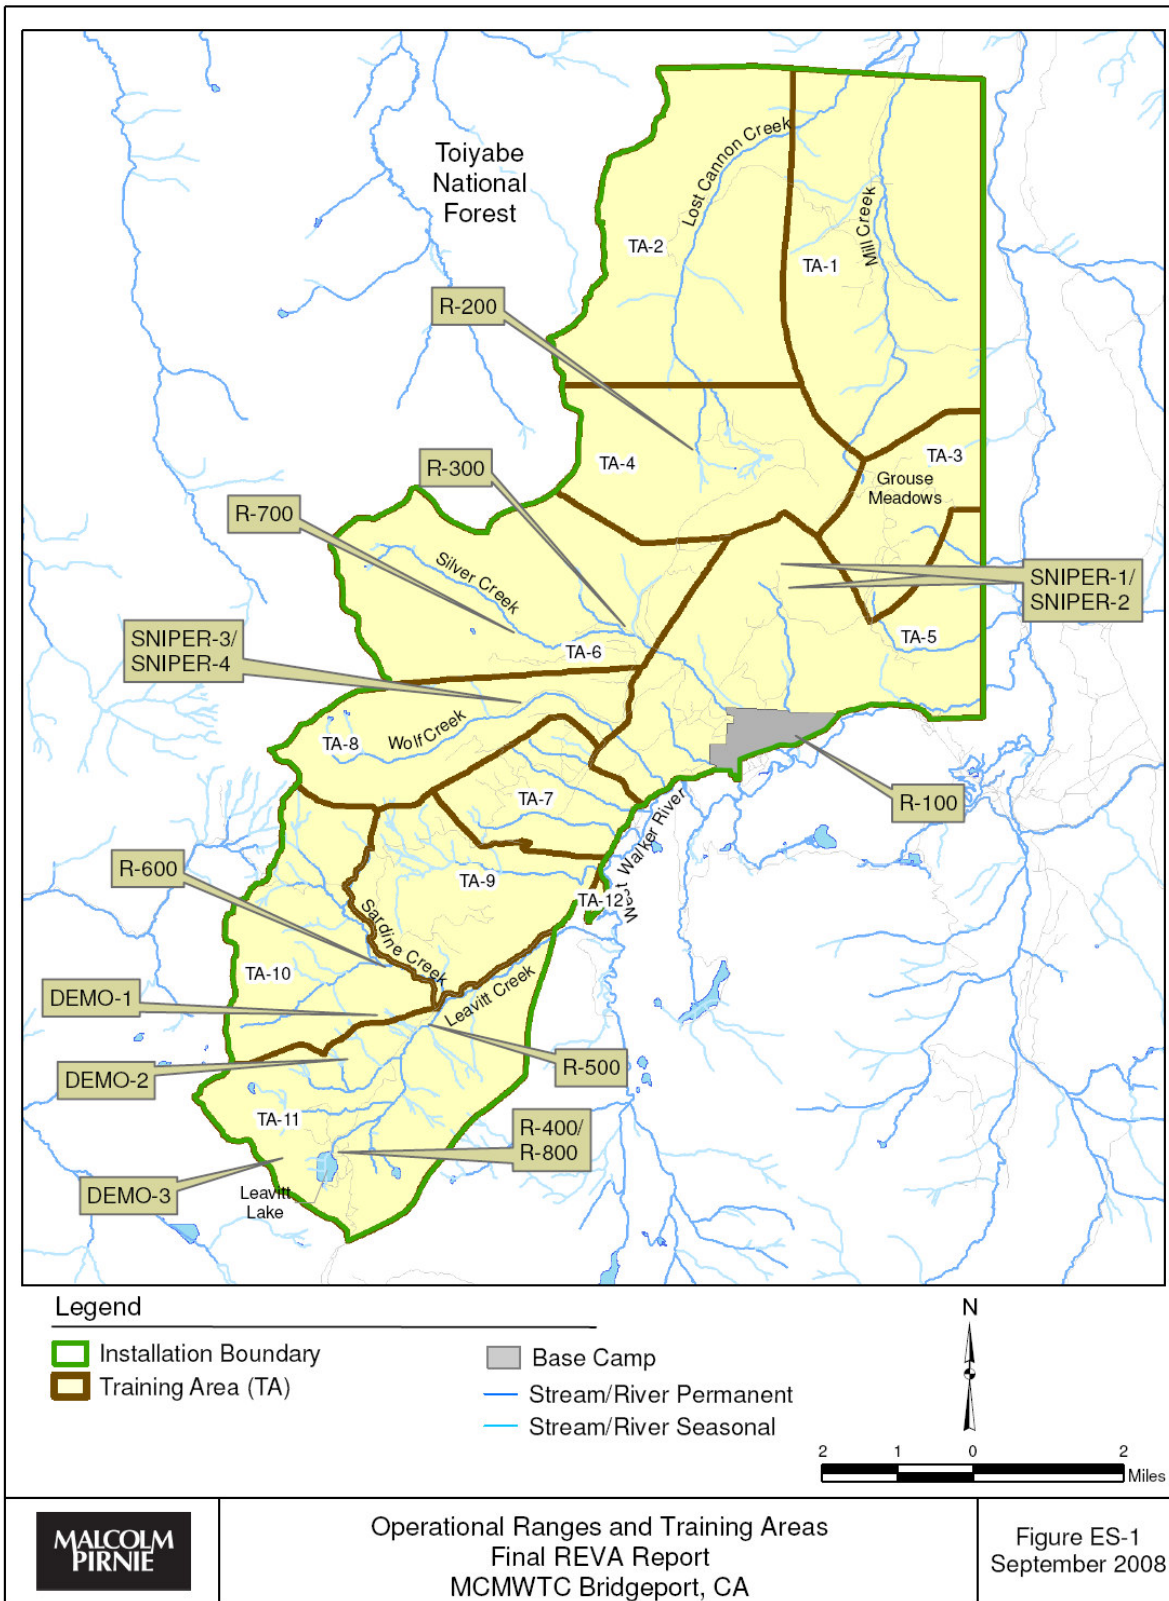 Toiyabe
National
Forest
Lost Cannon Creek
Mill Creek
TA-2
TA-1
R-200
TA-3
R-300
TA-4
Grouse
Meadows
R-700
Silver Creek
SNIPER-1/
SNIPER-2
SNIPER-3/
SNIPER-4
TA-6
TA-5
Wolf Creek
TA-8
TA-7
R-100
West Walker River
R-600
TA-9
TA-12
Sardine Creek
TA-10
DEMO-1
Leavitt Creek
R-500
DEMO-2
TA-11
R-400/
R-800
DEMO-3
Leavitt
Lake
Legend
Installation Boundary
Training Area (TA)
Base Camp
Stream/River Permanent
Stream/River Seasonal
N
2 1 0 2
Miles
MALCOLM
PIRNIE
Operational Ranges and Training Areas
Final REVA Report
MCMWTC Bridgeport, CA
Figure ES-1
September 2008